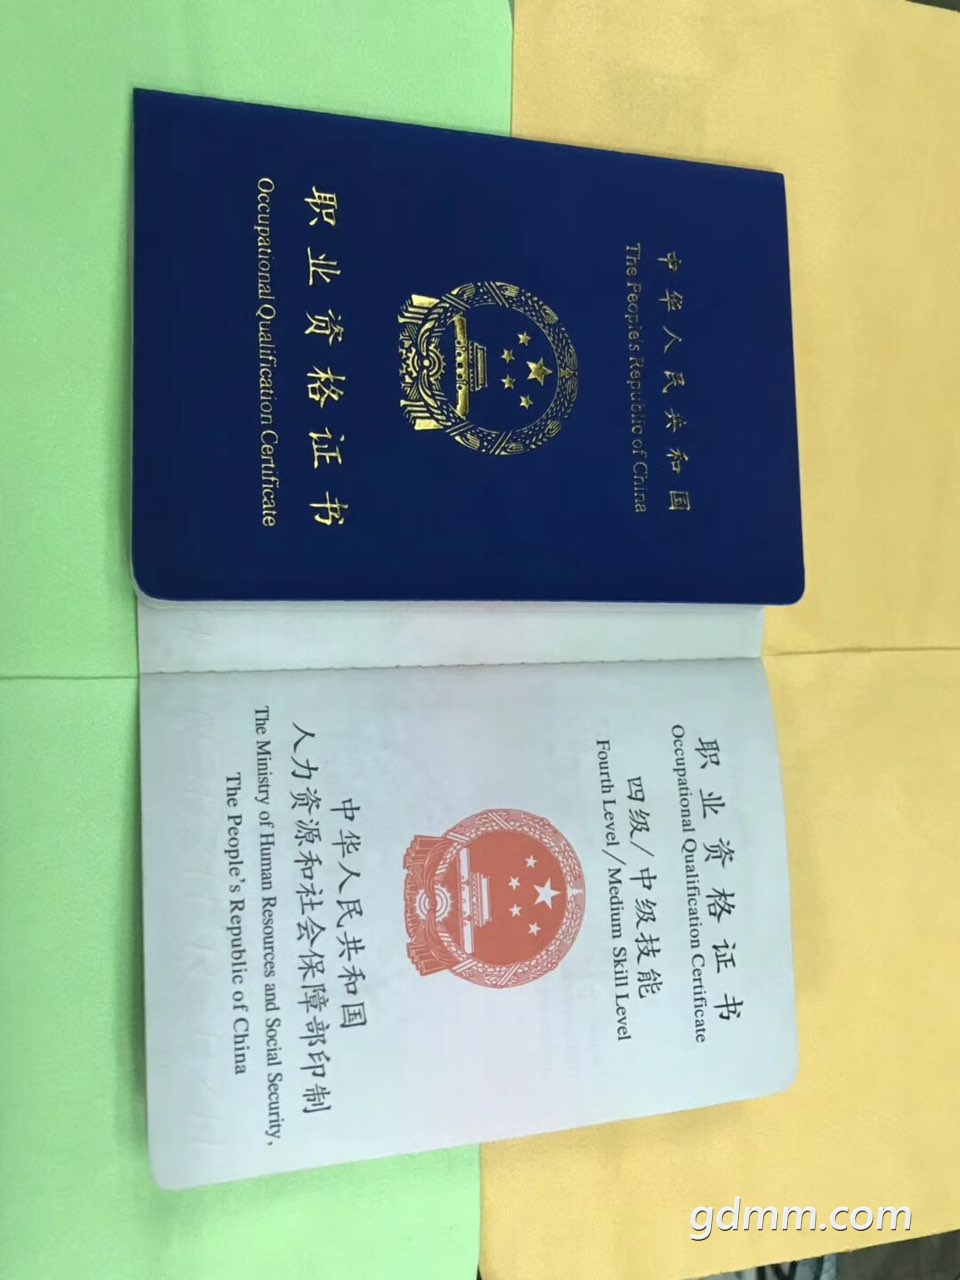 中华人民共和国
The People's Republic of China
职业资格证书
Occupational Qualification Certificate
职业资格证书
Occupational Qualification Certificate
四级/中级技能
Fourth Level/Medium Skill Level
中华人民共和国
人力资源和社会保障部印制
The Ministry of Human Resources and Social Security,
The People's Republic of China
gdmm.com